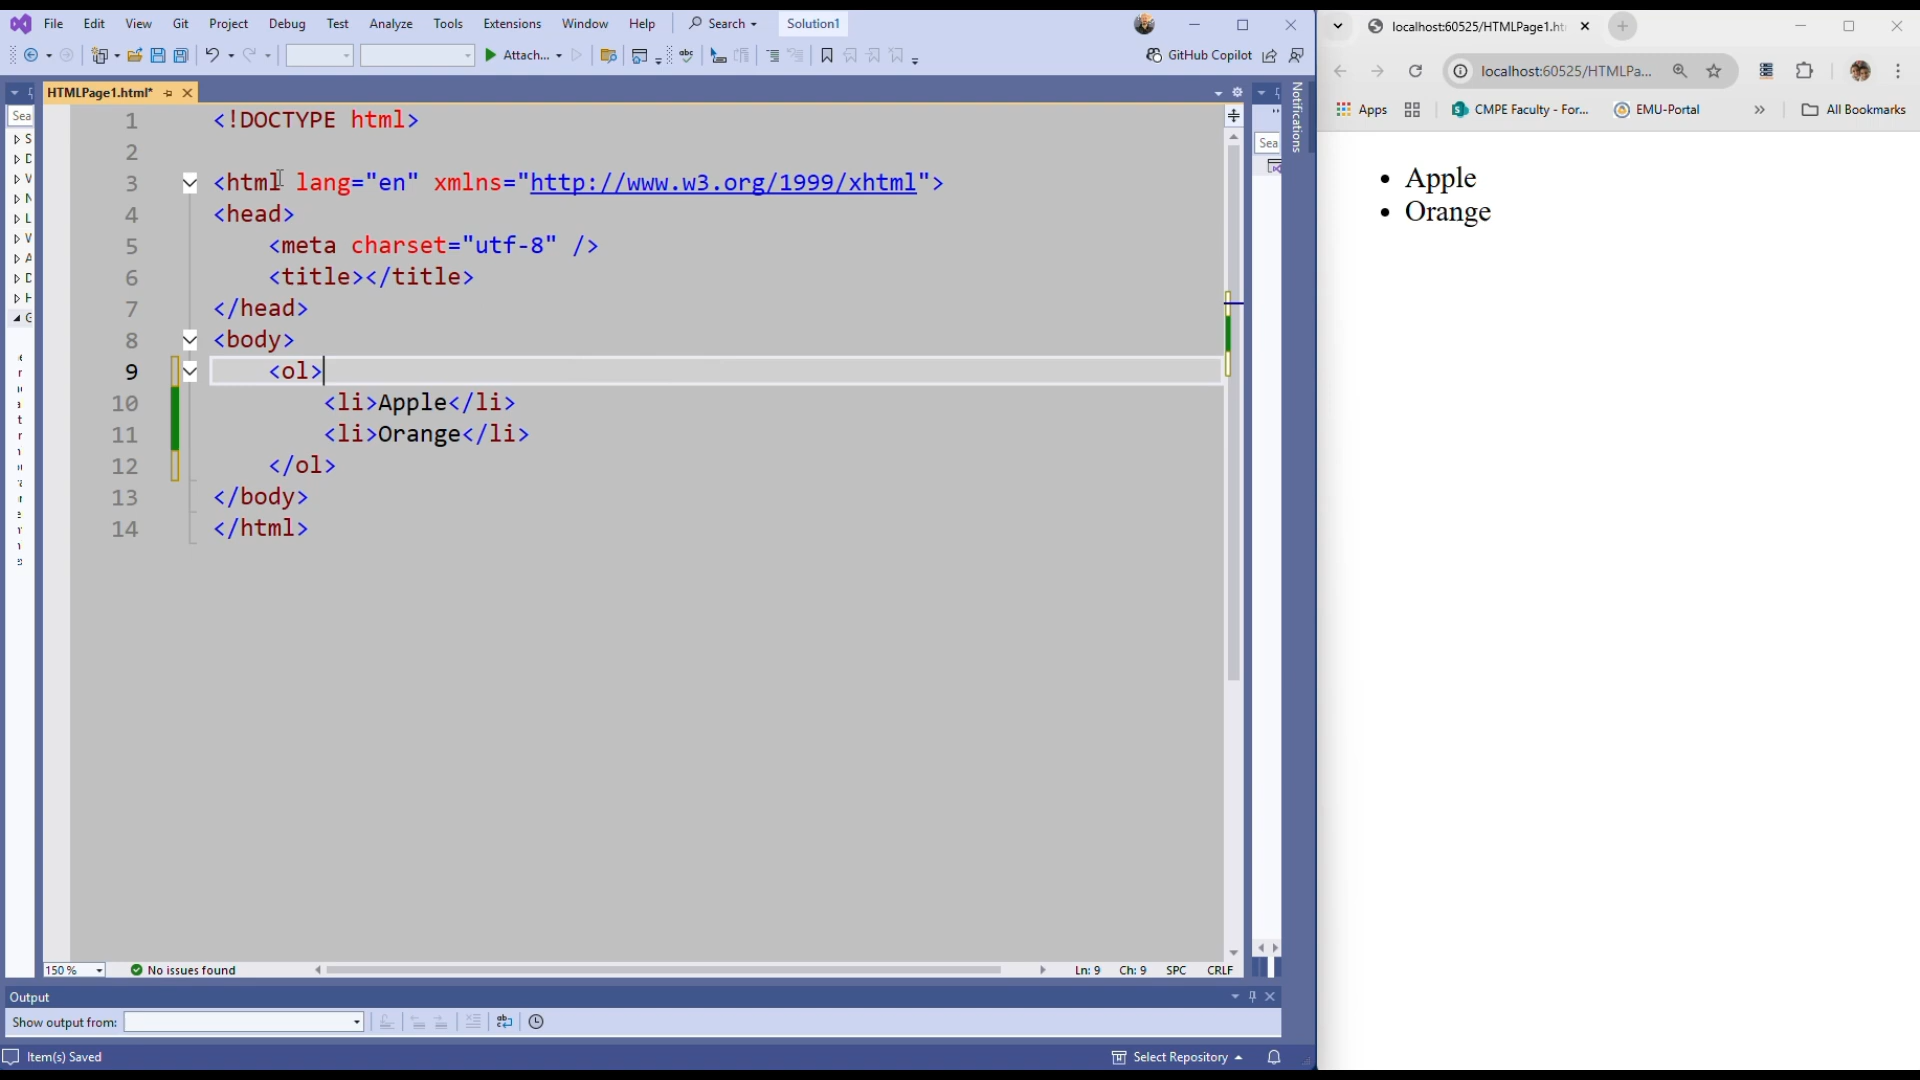 File Edit View Git Project Debug Test Analyze Tools Extensions Window Help Search Solution1
Attach... GitHub Copilot
HTMLPage1.html*
Sea
1 <!DOCTYPE html>
2
3 <html lang="en" xmlns="http://www.w3.org/1999/xhtml">
4 <head>
5 <meta charset="utf-8" />
6 <title></title>
7 </head>
8 <body>
9 <ol>
10 <li>Apple</li>
11 <li>Orange</li>
12 </ol>
13 </body>
14 </html>
Notifications
Sea
150 % No issues found Ln: 9 Ch: 9 SPC CRLF
Output
Show output from:
Item(s) Saved Select Repository
localhost:60525/HTMLPage1.ht
localhost:60525/HTMLPa...
Apps CMPE Faculty - For... EMU-Portal » All Bookmarks
• Apple
• Orange